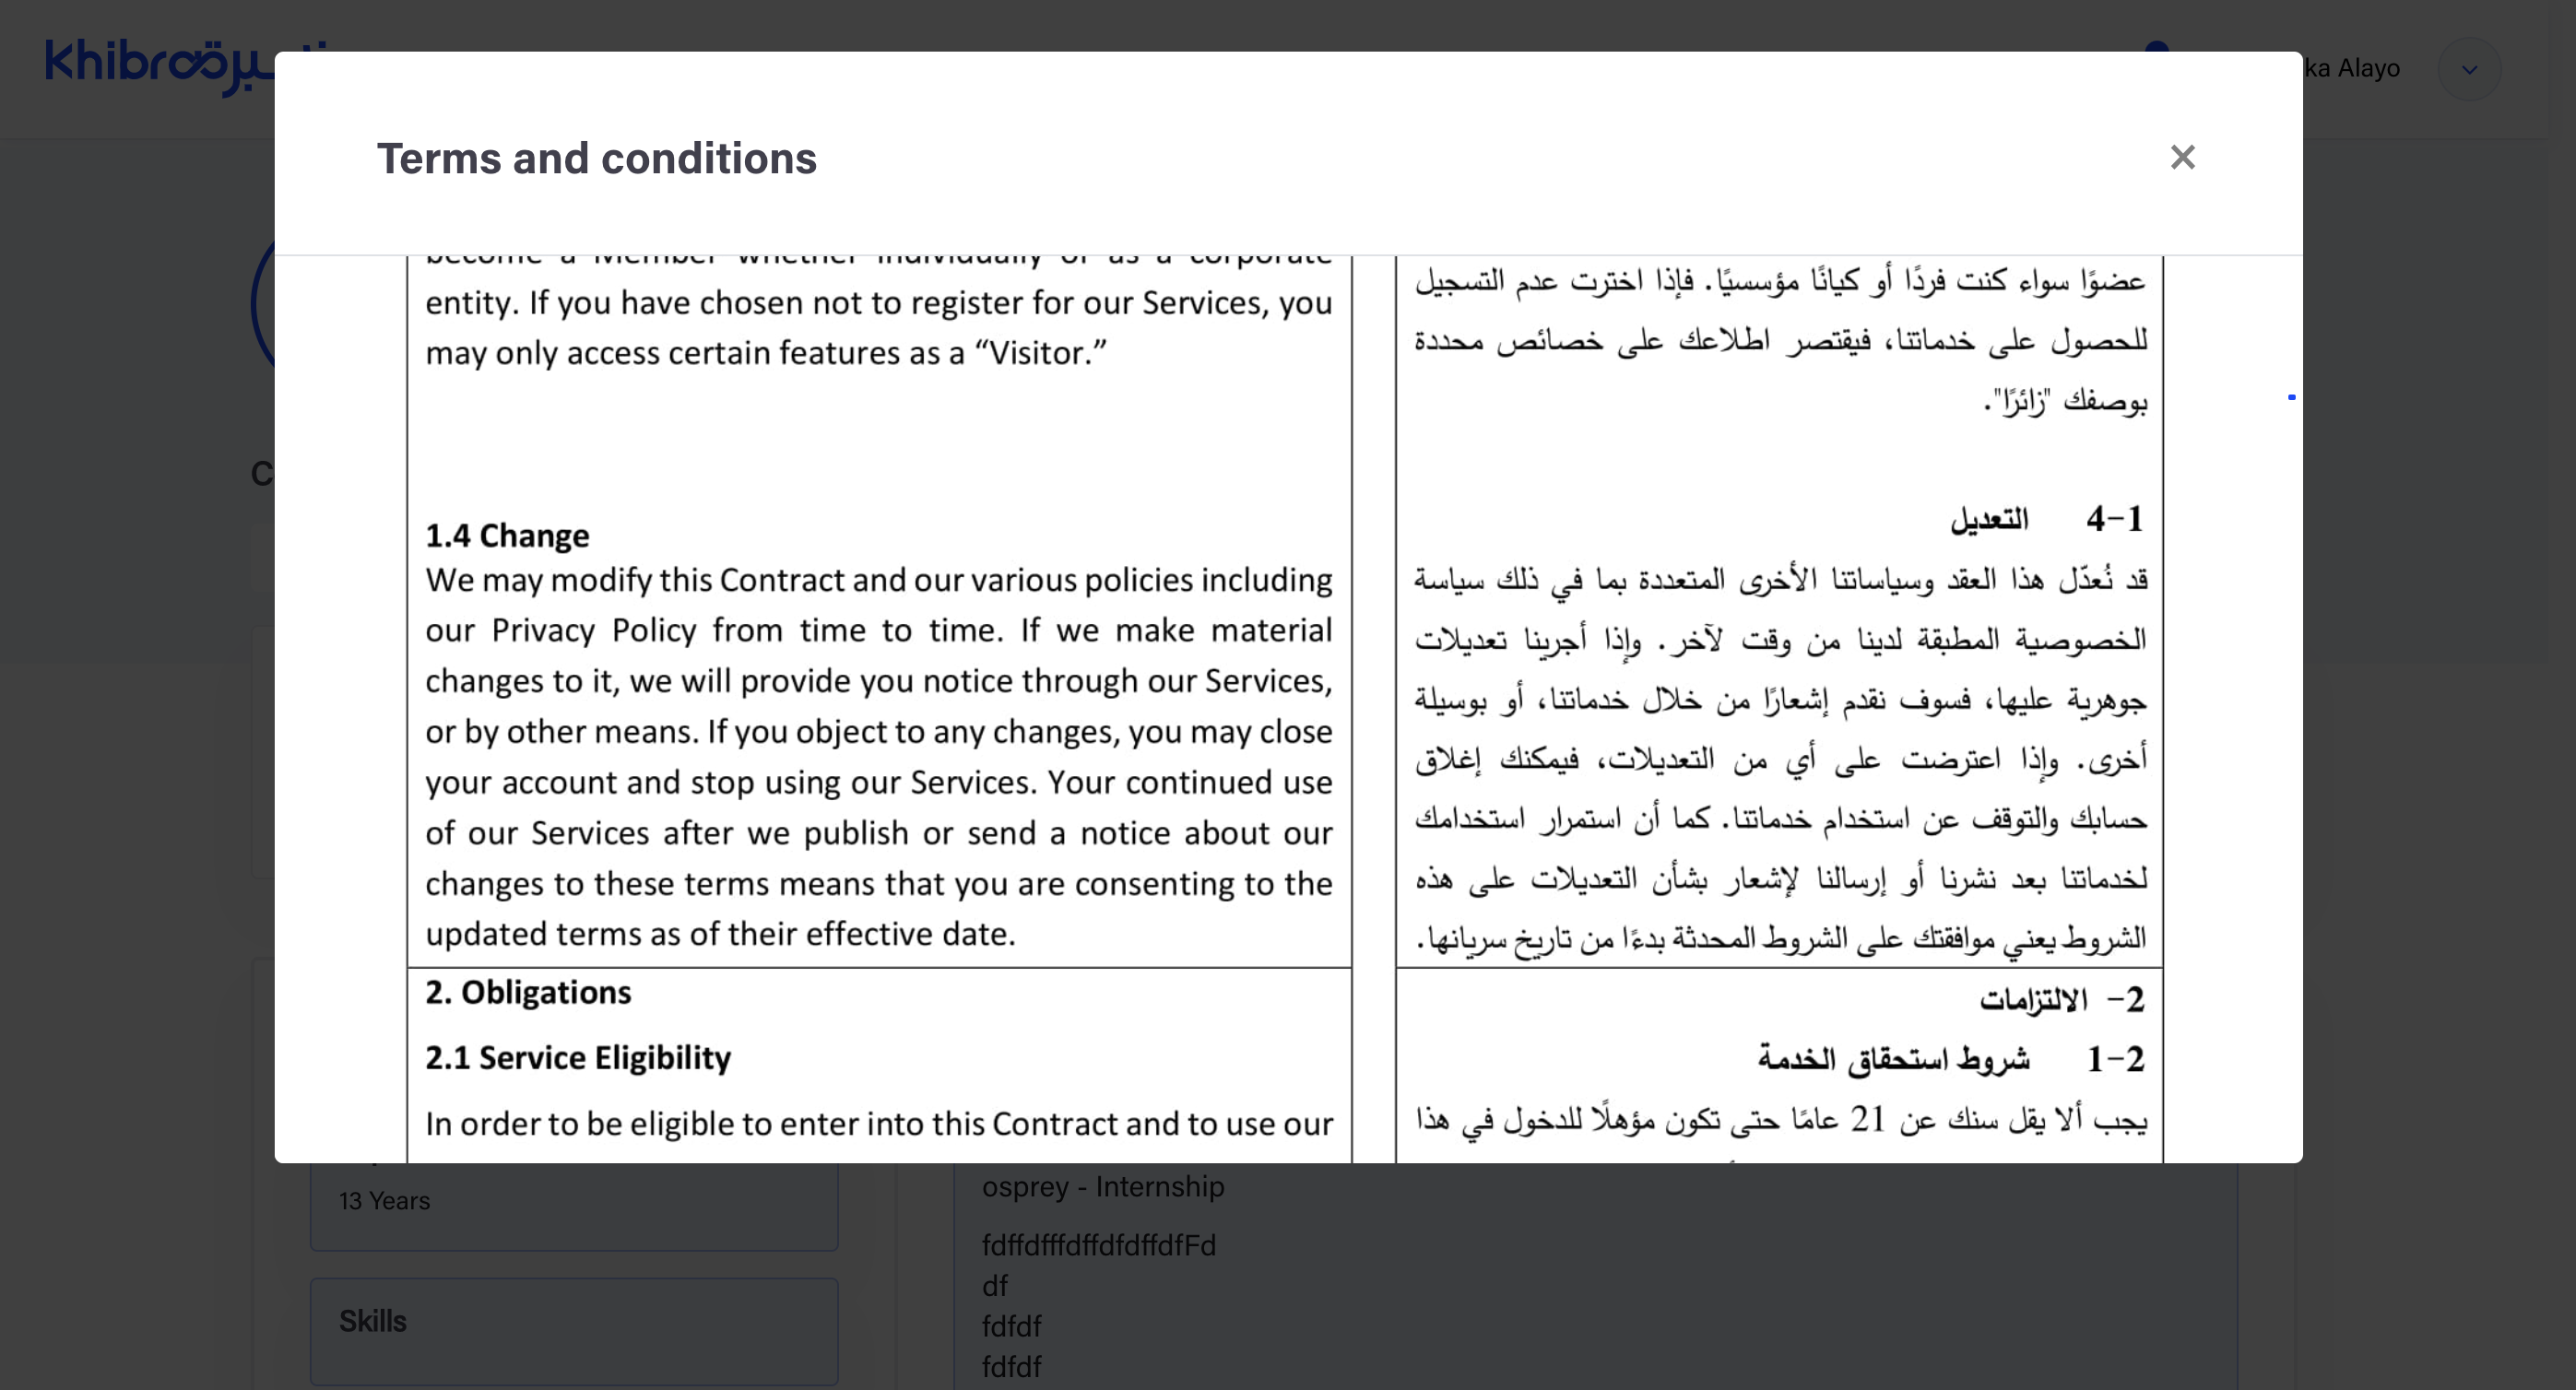 khibra خبرة
ka Alayo
Terms and conditions
become a Member whether individually or as a corporate
entity. If you have chosen not to register for our Services, you
may only access certain features as a “Visitor.”
1.4 Change
We may modify this Contract and our various policies including
our Privacy Policy from time to time. If we make material
changes to it, we will provide you notice through our Services,
or by other means. If you object to any changes, you may close
your account and stop using our Services. Your continued use
of our Services after we publish or send a notice about our
changes to these terms means that you are consenting to the
updated terms as of their effective date.
2. Obligations
2.1 Service Eligibility
In order to be eligible to enter into this Contract and to use our
عضوًا سواء كنت فردًا أو كيانًا مؤسسيًا. فإذا اخترت عدم التسجيل
للحصول على خدماتنا، فيقتصر اطلاعك على خصائص محددة
بوصفك "زائرًا".
4-1 التعديل
قد نُعدّل هذا العقد وسياساتنا الأخرى المتعددة بما في ذلك سياسة
الخصوصية المطبقة لدينا من وقت لآخر. وإذا أجرينا تعديلات
جوهرية عليها، فسوف نقدم إشعارًا من خلال خدماتنا، أو بوسيلة
أخرى. وإذا اعترضت على أي من التعديلات، فيمكنك إغلاق
حسابك والتوقف عن استخدام خدماتنا. كما أن استمرار استخدامك
لخدماتنا بعد نشرنا أو إرسالنا لإشعار بشأن التعديلات على هذه
الشروط يعني موافقتك على الشروط المحدثة بدءًا من تاريخ سريانها.
2- الالتزامات
1-2 شروط استحقاق الخدمة
يجب ألا يقل سنك عن 21 عامًا حتى تكون مؤهلًا للدخول في هذا
C
13 Years
Skills
osprey - Internship
fdffdfffdffdfdffdfFd
df
fdfdf
fdfdf